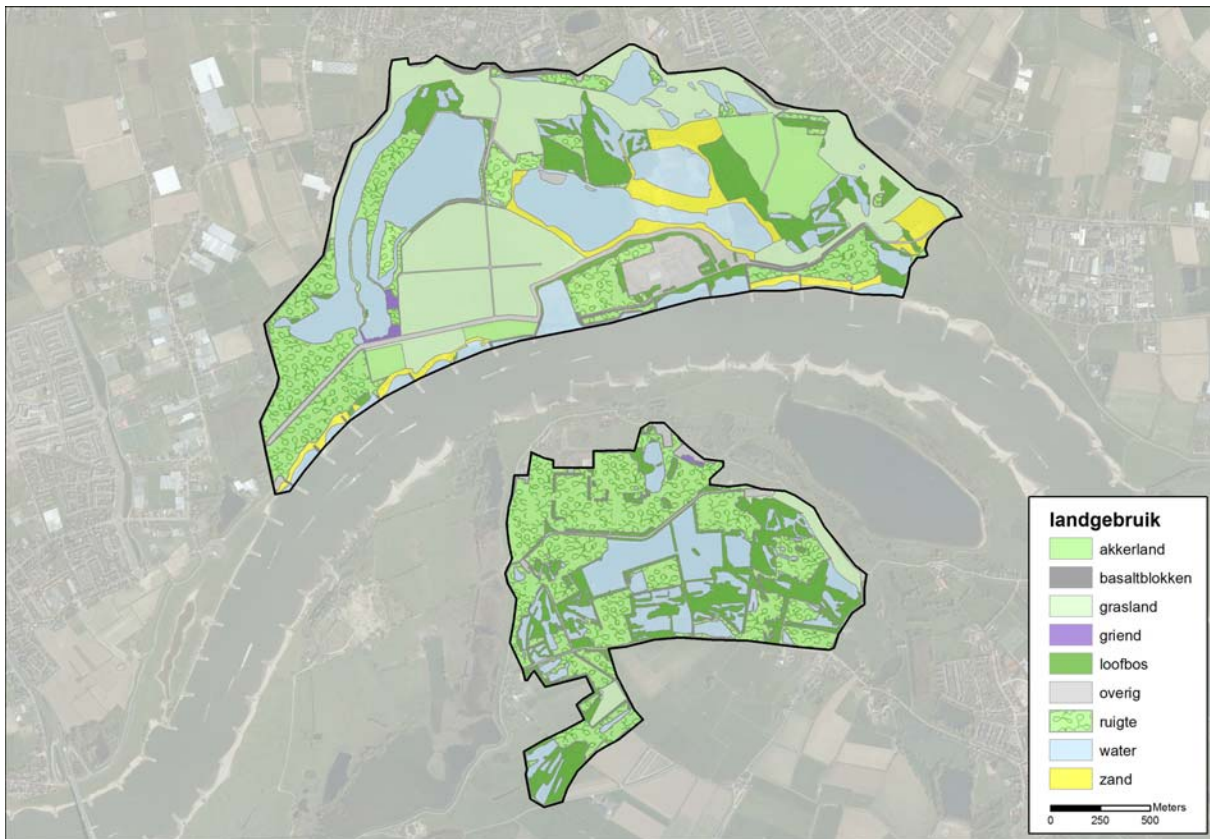 landgebruik
akkerland
basaltblokken
grasland
griend
loofbos
overig
ruigte
water
zand
Meters
0 250 500